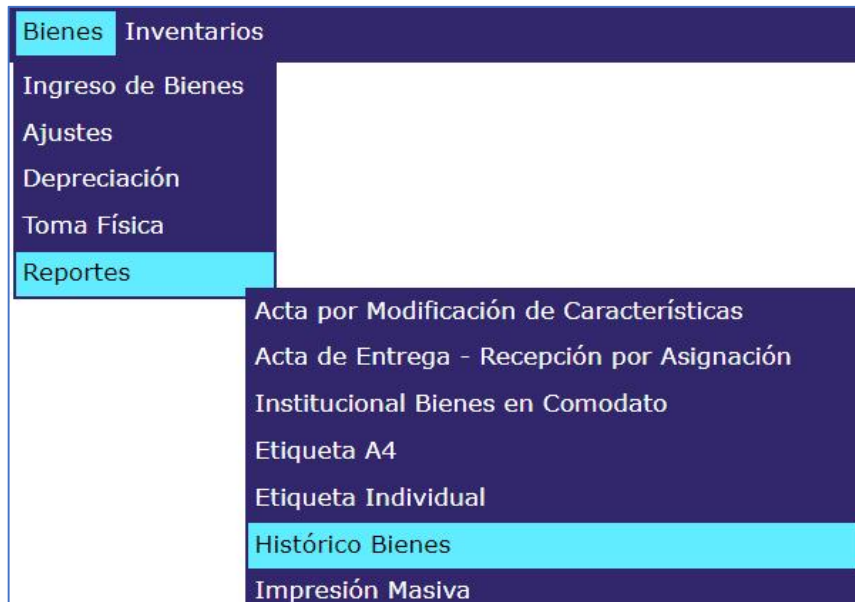 Bienes Inventarios
Ingreso de Bienes
Ajustes
Depreciación
Toma Física
Reportes
Acta por Modificación de Características
Acta de Entrega - Recepción por Asignación
Institucional Bienes en Comodato
Etiqueta A4
Etiqueta Individual
Histórico Bienes
Impresión Masiva